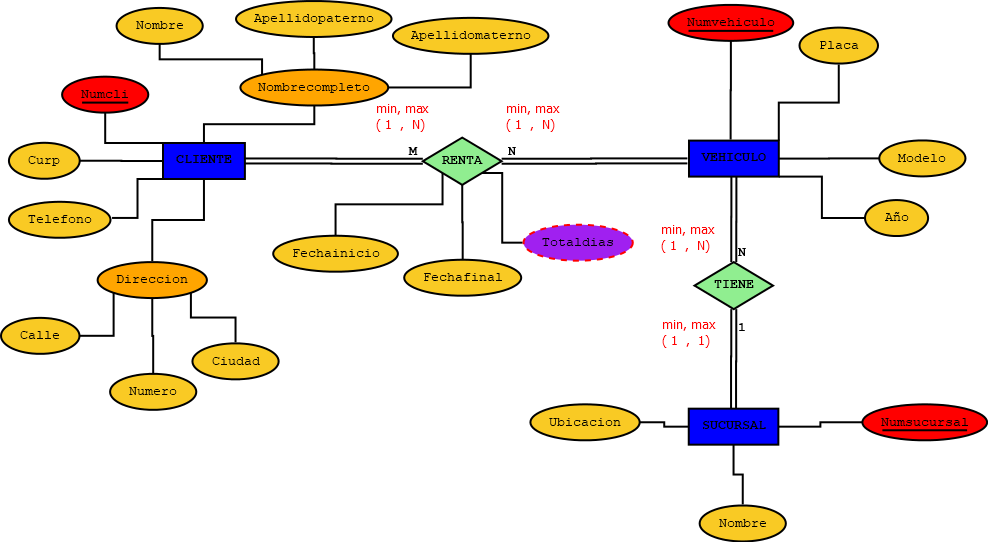 Nombre
Apellidopaterno
Apellidomaterno
Numvehiculo
Placa
Numcli
Nombrecompleto
min, max
( 1 , N)
min, max
( 1 , N)
Curp
CLIENTE
M
RENTA
N
VEHICULO
Modelo
Telefono
Año
Fechainicio
Totaldias
min, max
( 1 , N)
N
Direccion
Fechafinal
TIENE
Calle
min, max
( 1 , 1)
1
Ciudad
Numero
Ubicacion
SUCURSAL
Numsucursal
Nombre